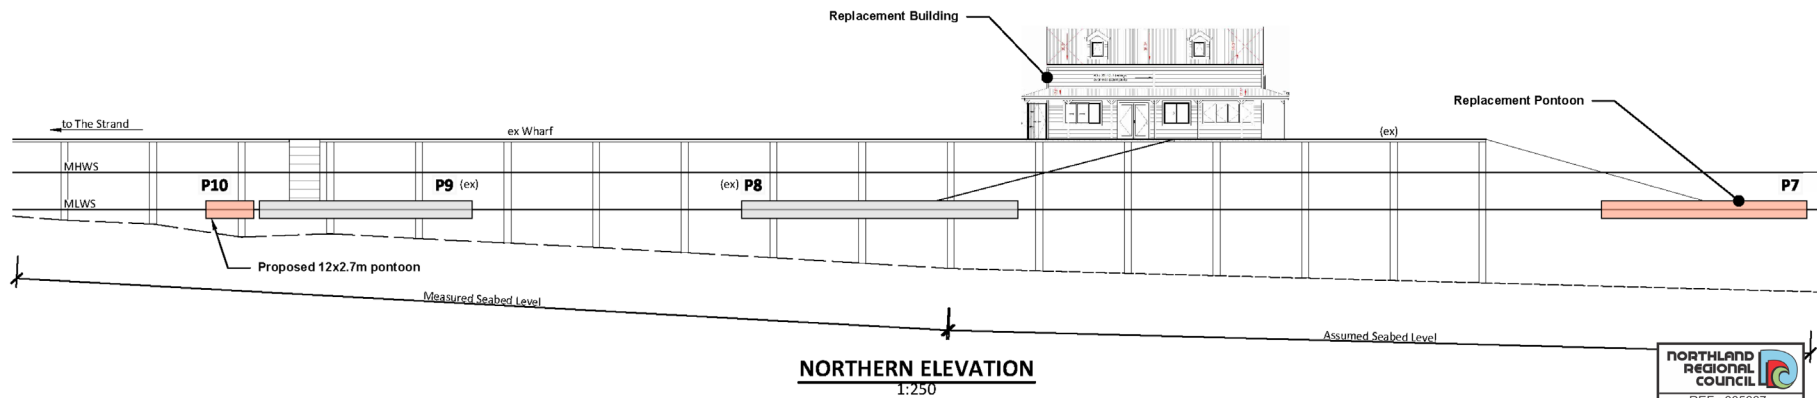 Replacement Building
Replacement Pontoon
to The Strand
ex Wharf
(ex)
MHWS
P10
P9 (ex)
(ex) P8
P7
MLWS
Proposed 12x2.7m pontoon
Measured Seabed Level
Assumed Seabed Level
NORTHERN ELEVATION
1:250
NORTHLAND
REGIONAL
COUNCIL